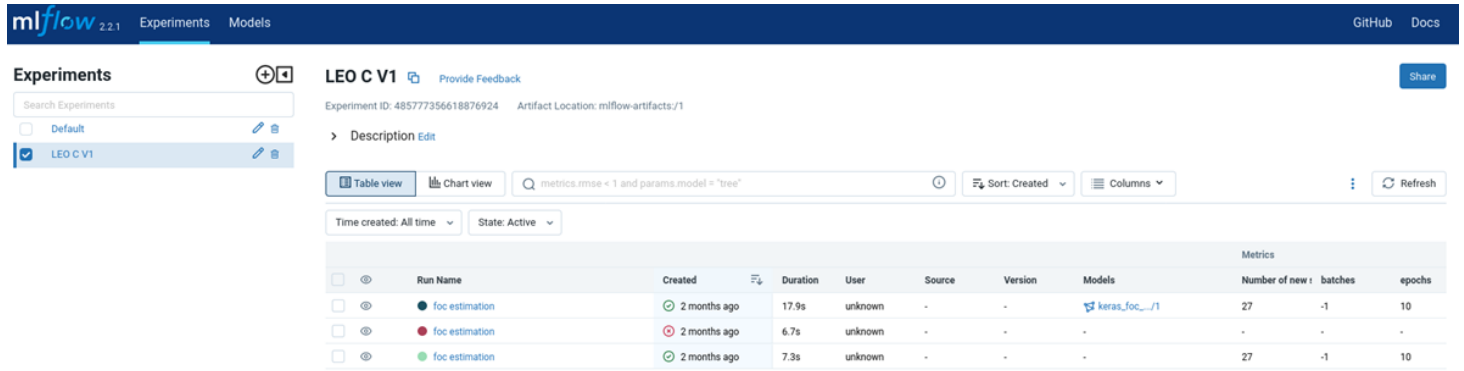 mlflow 2.2.1 Experiments Models GitHub Docs
Experiments
Search Experiments
Default
LEO C V1
LEO C V1 Provide Feedback Share
Experiment ID: 485777356618876924 Artifact Location: mlflow-artifacts:/1
Description Edit
Table view Chart view metrics.rmse < 1 and params.model = "tree" Sort: Created Columns Refresh
Time created: All time State: Active
Metrics
Run Name Created Duration User Source Version Models Number of new s batches epochs
foc estimation 2 months ago 17.9s unknown - - keras_foc_.../1 27 -1 10
foc estimation 2 months ago 6.7s unknown - - - - - -
foc estimation 2 months ago 7.3s unknown - - - 27 -1 10